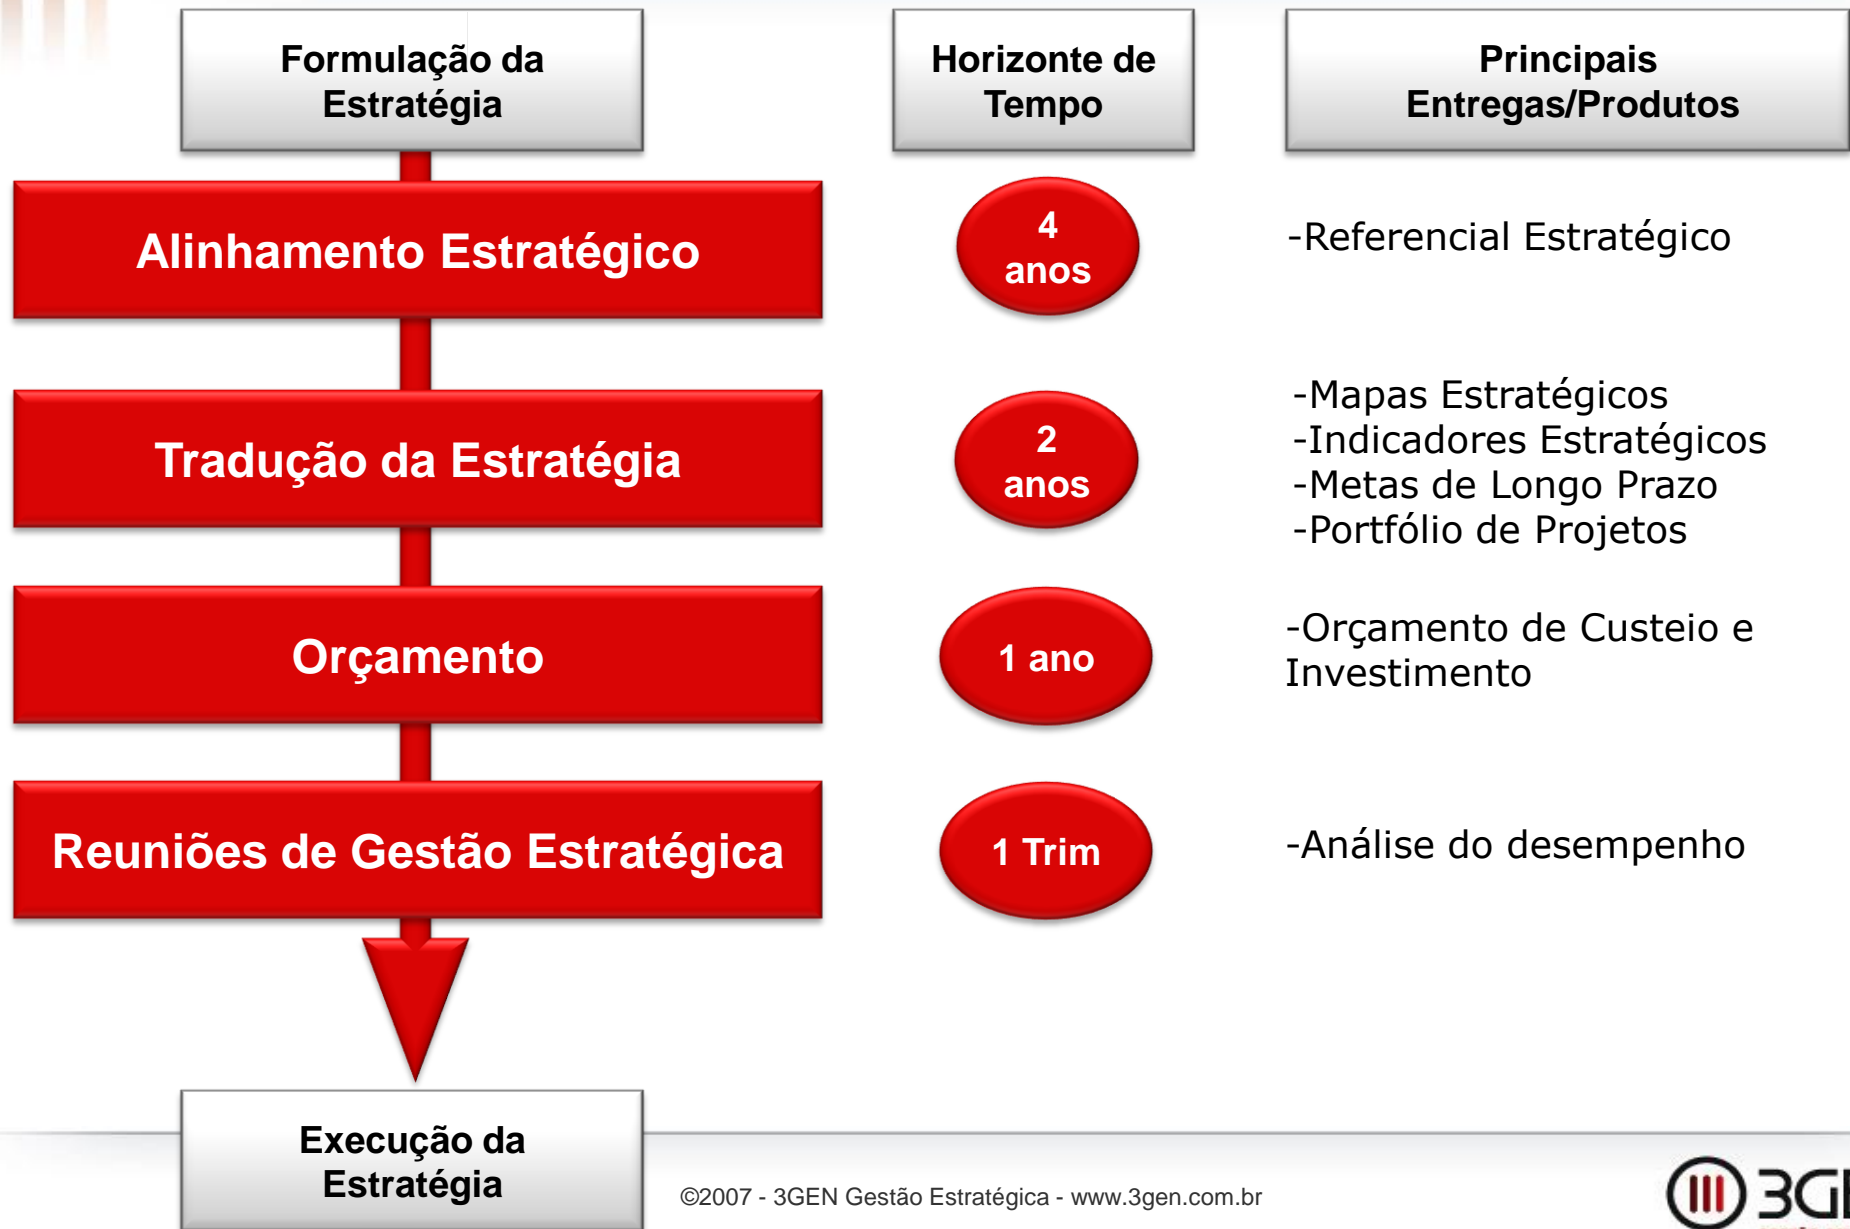 Formulação da
Estratégia
Horizonte de
Tempo
Principais
Entregas/Produtos
Alinhamento Estratégico
4
anos
-Referencial Estratégico
Tradução da Estratégia
2
anos
-Mapas Estratégicos
-Indicadores Estratégicos
-Metas de Longo Prazo
-Portfólio de Projetos
Orçamento
1 ano
-Orçamento de Custeio e
Investimento
Reuniões de Gestão Estratégica
1 Trim
-Análise do desempenho
Execução da
Estratégia
©2007 - 3GEN Gestão Estratégica - www.3gen.com.br